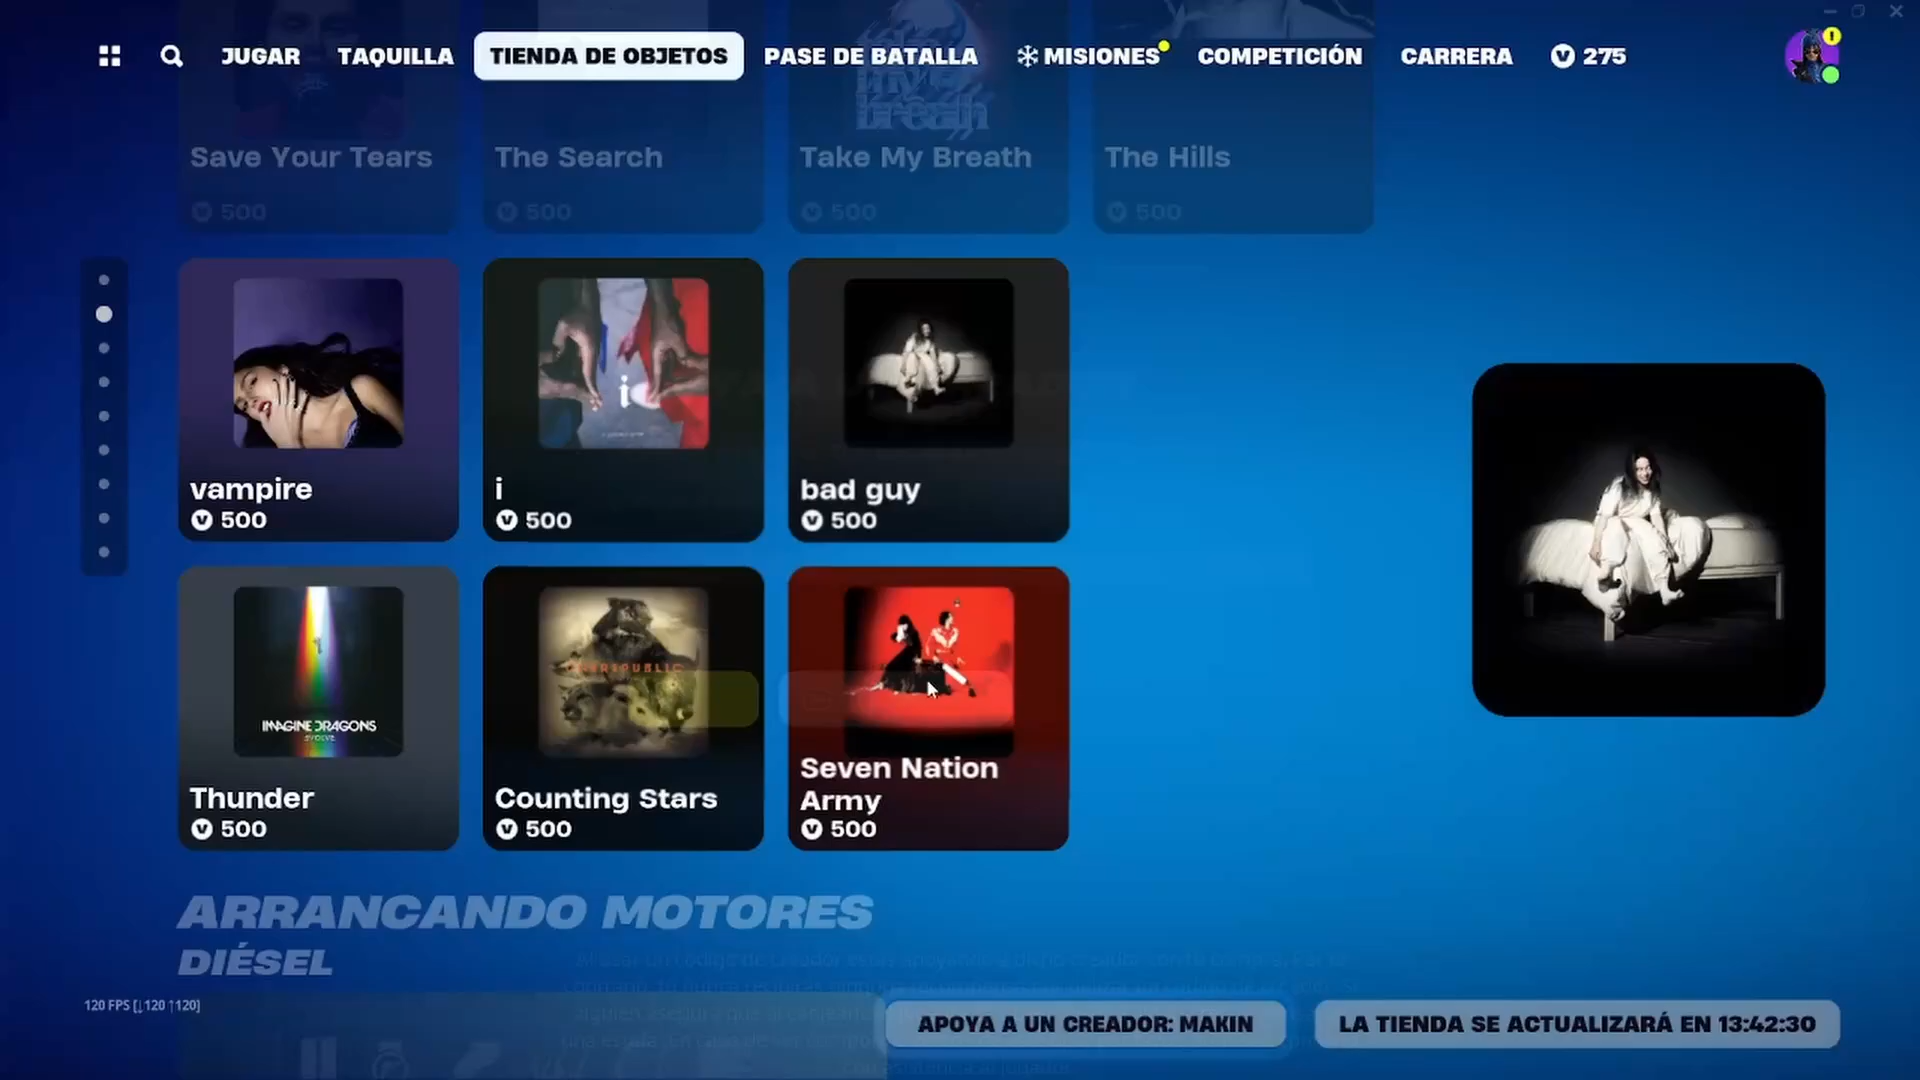 JUGAR
TAQUILLA
TIENDA DE OBJETOS
PASE DE BATALLA
MISIONES
COMPETICIÓN
CARRERA
275
my
breath
Save Your Tears
500
The Search
500
Take My Breath
500
The Hills
500
vampire
500
i
i
500
bad guy
500
IMAGINE DRAGONS
EVOLVE
Thunder
500
Counting Stars
500
Seven Nation
Army
500
ARRANCANDO MOTORES
DIÉSEL
120 FPS [↓120 ↑120]
APOYA A UN CREADOR: MAKIN
LA TIENDA SE ACTUALIZARÁ EN 13:42:30